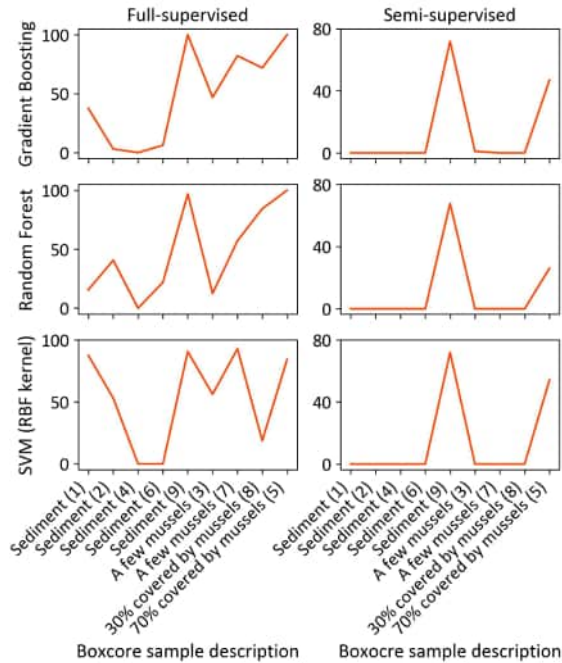 Full-supervised
Semi-supervised
Gradient Boosting
100
50
0
80
40
0
Random Forest
100
50
0
80
40
0
SVM (RBF kernel)
100
50
0
80
40
0
Sediment (1)
Sediment (2)
Sediment (4)
Sediment (6)
Sediment (9)
A few mussels (3)
A few mussels (7)
30% covered by mussels (8)
70% covered by mussels (5)
Sediment (1)
Sediment (2)
Sediment (4)
Sediment (6)
Sediment (9)
A few mussels (3)
A few mussels (7)
30% covered by mussels (8)
70% covered by mussels (5)
Boxcore sample description
Boxocre sample description